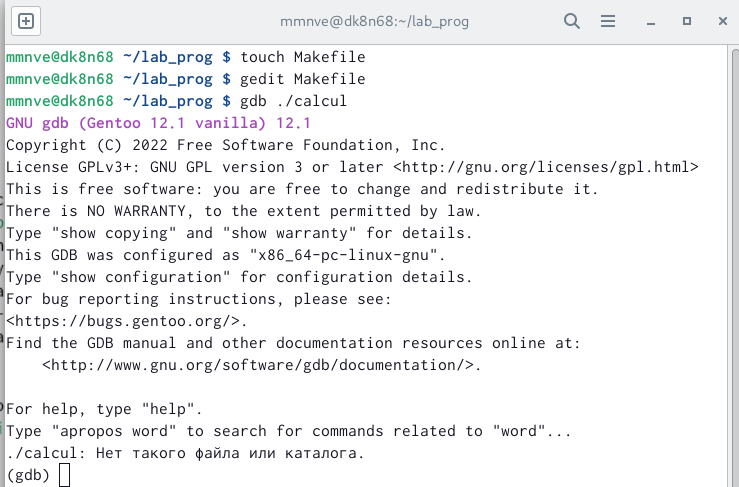 mmnve@dk8n68:~/lab_prog
mmnve@dk8n68 ~/lab_prog $ touch Makefile
mmnve@dk8n68 ~/lab_prog $ gedit Makefile
mmnve@dk8n68 ~/lab_prog $ gdb ./calcul
GNU gdb (Gentoo 12.1 vanilla) 12.1
Copyright (C) 2022 Free Software Foundation, Inc.
License GPLv3+: GNU GPL version 3 or later <http://gnu.org/licenses/gpl.html>
This is free software: you are free to change and redistribute it.
There is NO WARRANTY, to the extent permitted by law.
Type "show copying" and "show warranty" for details.
This GDB was configured as "x86_64-pc-linux-gnu".
Type "show configuration" for configuration details.
For bug reporting instructions, please see:
<https://bugs.gentoo.org/>.
Find the GDB manual and other documentation resources online at:
    <http://www.gnu.org/software/gdb/documentation/>.
For help, type "help".
Type "apropos word" to search for commands related to "word"...
./calcul: Нет такого файла или каталога.
(gdb)